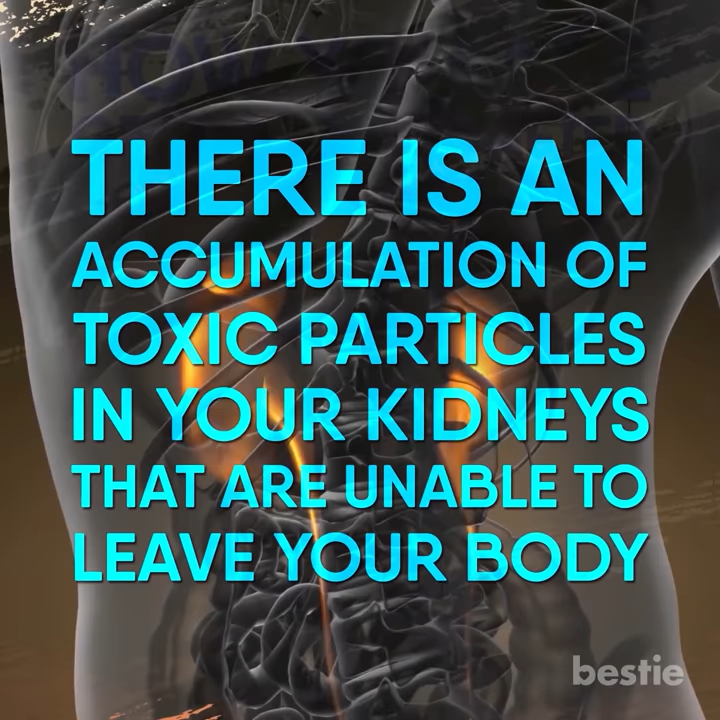 THERE IS AN
ACCUMULATION OF
TOXIC PARTICLES
IN YOUR KIDNEYS
THAT ARE UNABLE TO
LEAVE YOUR BODY
bestie